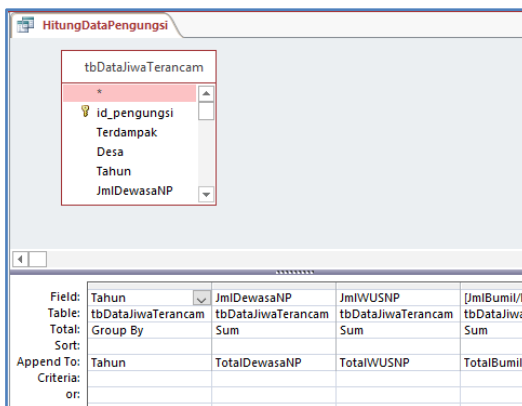 HitungDataPengungsi
tbDataJiwaTerancam
*
id_pengungsi
Terdampak
Desa
Tahun
JmlDewasaNP
Field: Tahun JmlDewasaNP JmlWUSNP [JmlBumil/
Table: tbDataJiwaTerancam tbDataJiwaTerancam tbDataJiwaTerancam tbDataJiwa
Total: Group By Sum Sum Sum
Sort:
Append To: Tahun TotalDewasaNP TotalWUSNP TotalBumil
Criteria:
or: